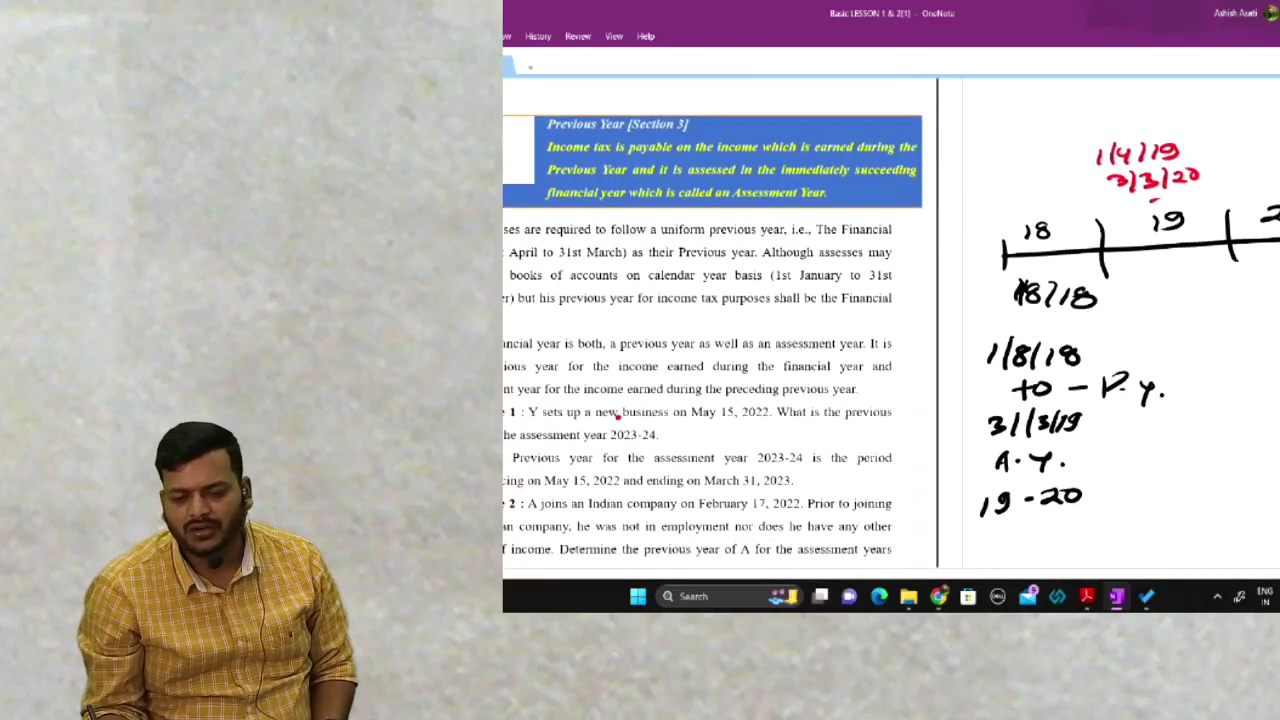 Basic LESSON 1 & 2[1] - OneNote
Ashish Asati
History Review View Help
Previous Year [Section 3]
Income tax is payable on the income which is earned during the
Previous Year and it is assessed in the immediately succeeding
financial year which is called an Assessment Year.
ses are required to follow a uniform previous year, i.e., The Financial
April to 31st March) as their Previous year. Although assesses may
books of accounts on calendar year basis (1st January to 31st
er) but his previous year for income tax purposes shall be the Financial
ncial year is both, a previous year as well as an assessment year. It is
ious year for the income earned during the financial year and
nt year for the income earned during the preceding previous year.
e 1 : Y sets up a new business on May 15, 2022. What is the previous
he assessment year 2023-24.
Previous year for the assessment year 2023-24 is the period
cing on May 15, 2022 and ending on March 31, 2023.
e 2 : A joins an Indian company on February 17, 2022. Prior to joining
an company, he was not in employment nor does he have any other
f income. Determine the previous year of A for the assessment years
1/4/19
3/3/20
18 19
18/18
1/8/18
to - P.Y.
31/3/19
A.Y.
19-20
Search
ENG
IN